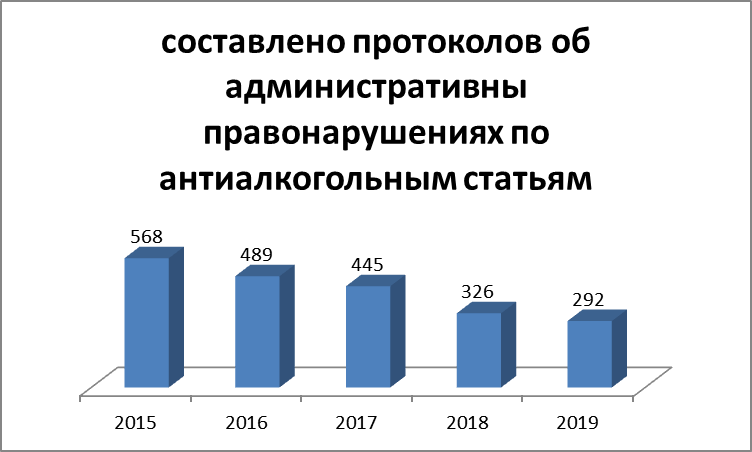 составлено протоколов об
административны
правонарушениях по
антиалкогольным статьям
568
489
445
326
292
2015 2016 2017 2018 2019